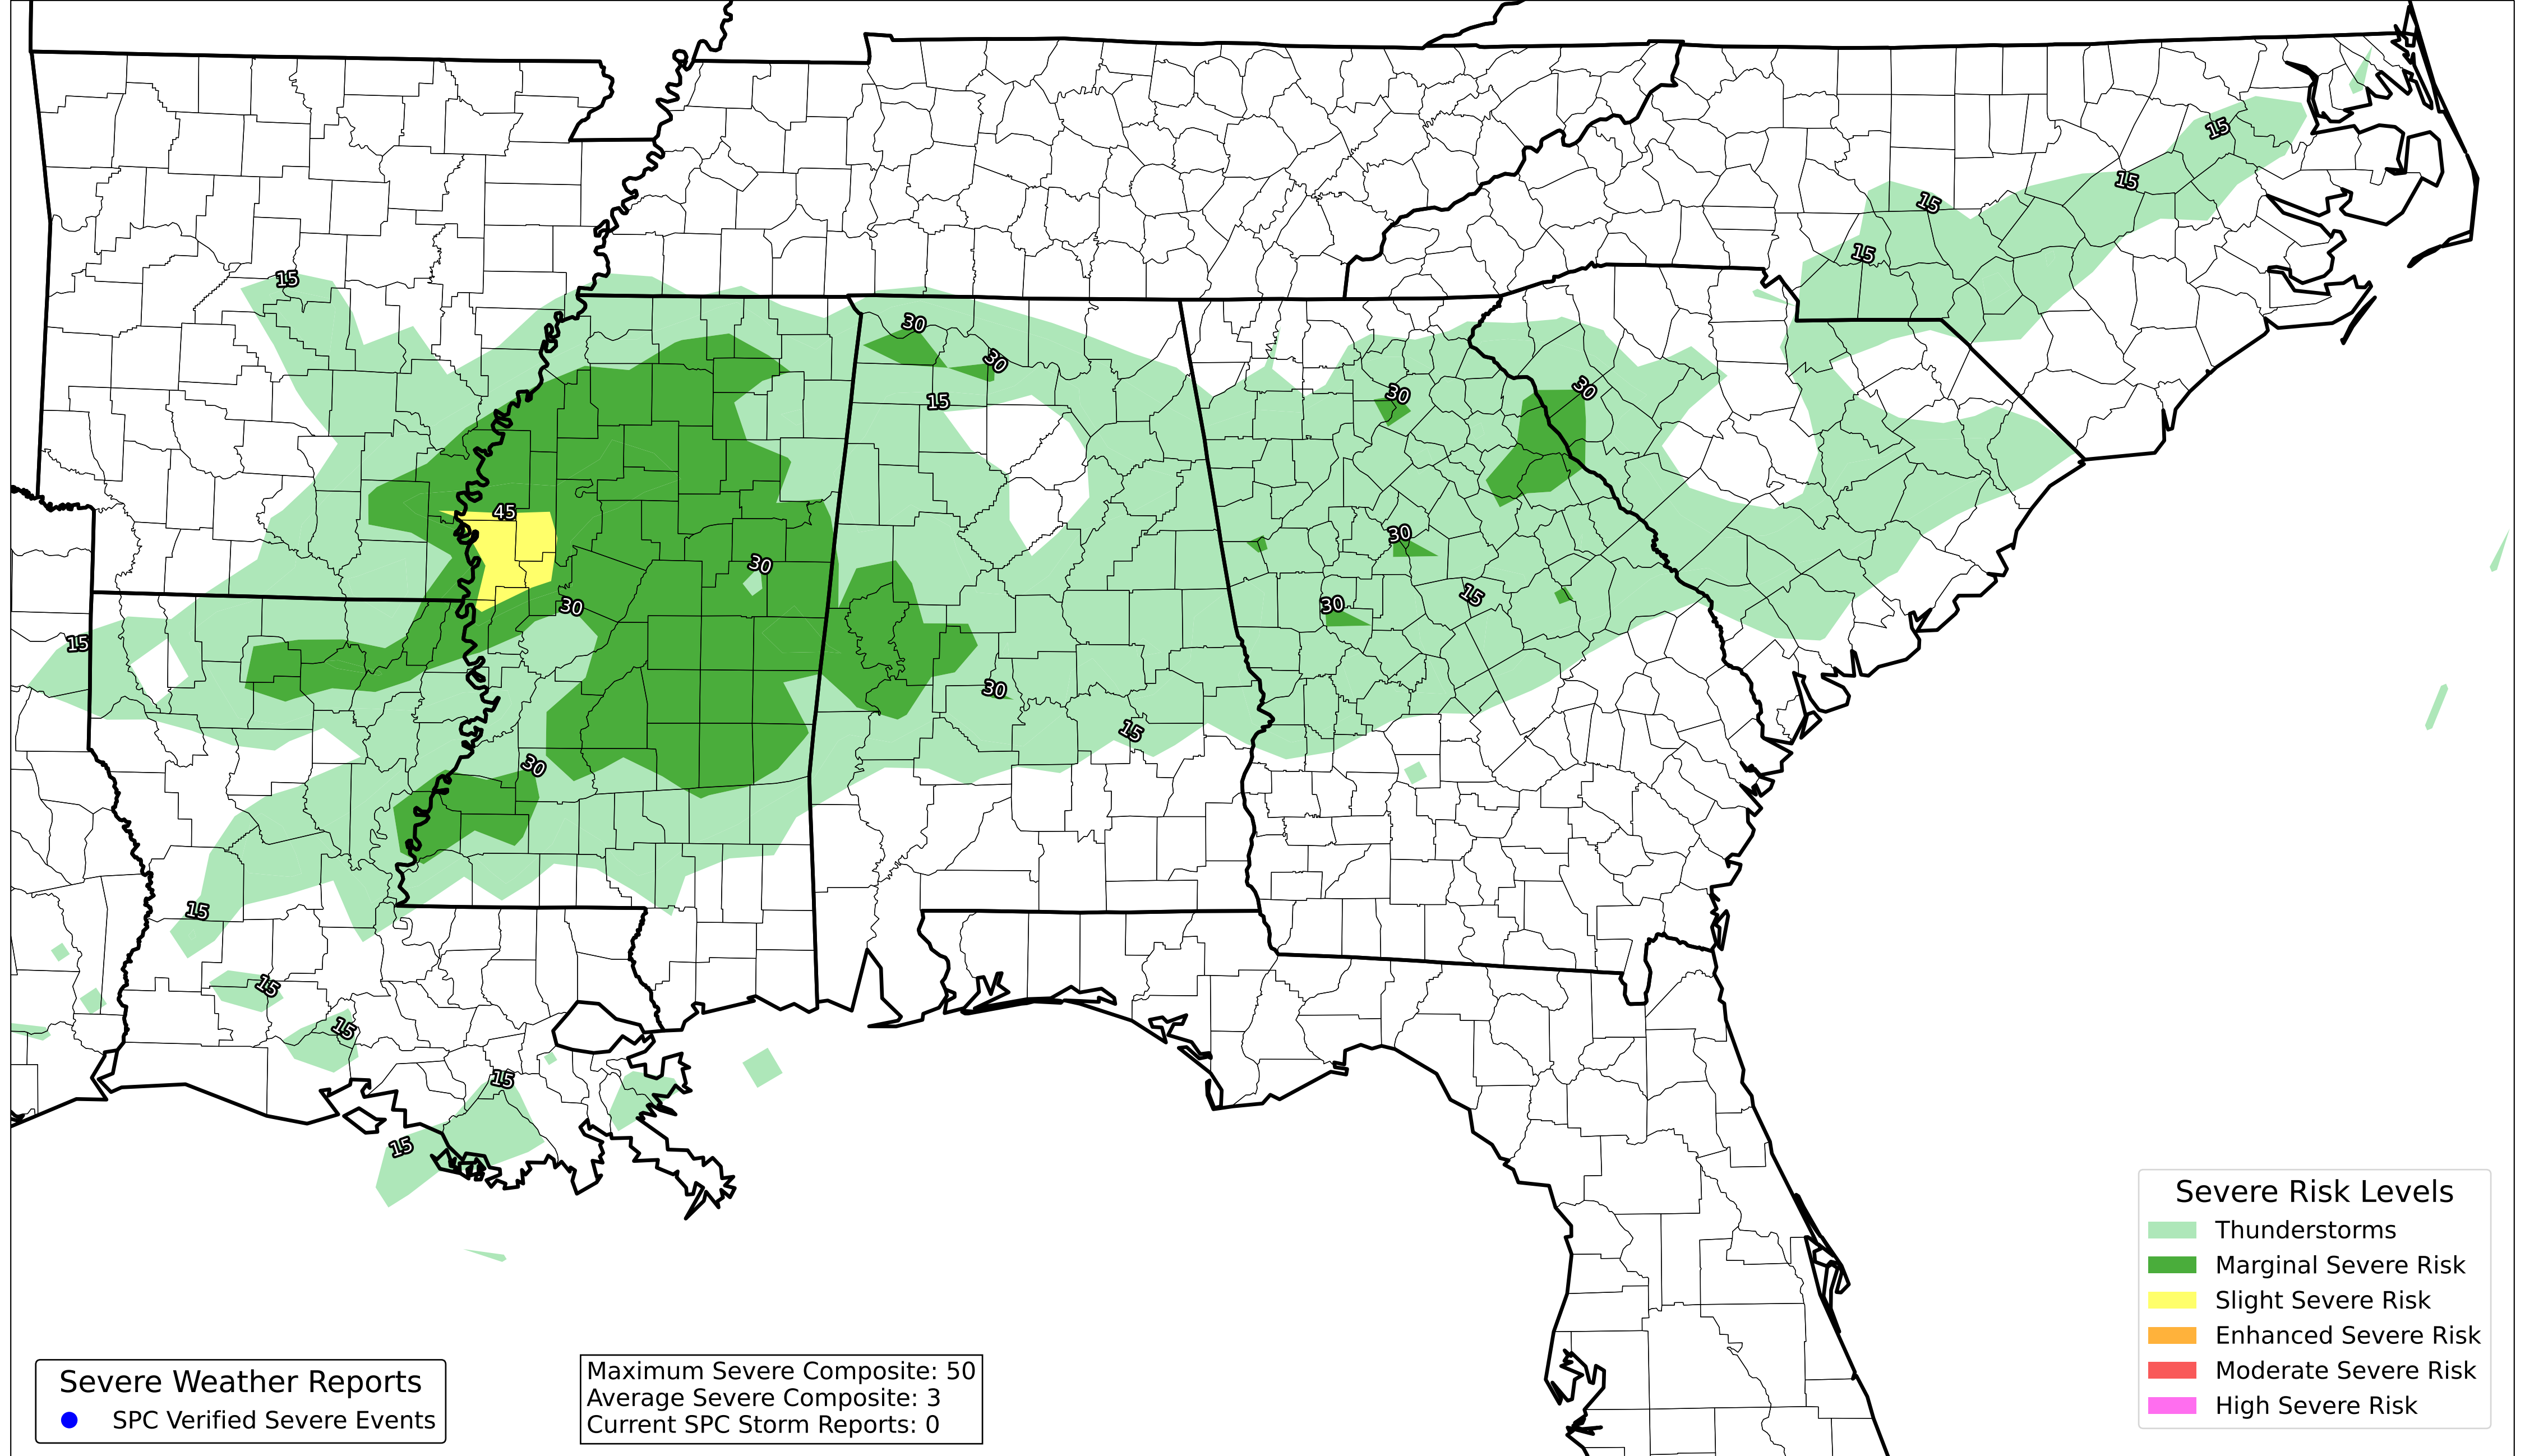 15
15
15
15
15
30
30
15
30
30
45
30
30
30
15
30
15
30
15
30
15
15
15
15
15
15
Severe Risk Levels
Thunderstorms
Marginal Severe Risk
Slight Severe Risk
Enhanced Severe Risk
Moderate Severe Risk
High Severe Risk
Severe Weather Reports
SPC Verified Severe Events
Maximum Severe Composite: 50
Average Severe Composite: 3
Current SPC Storm Reports: 0